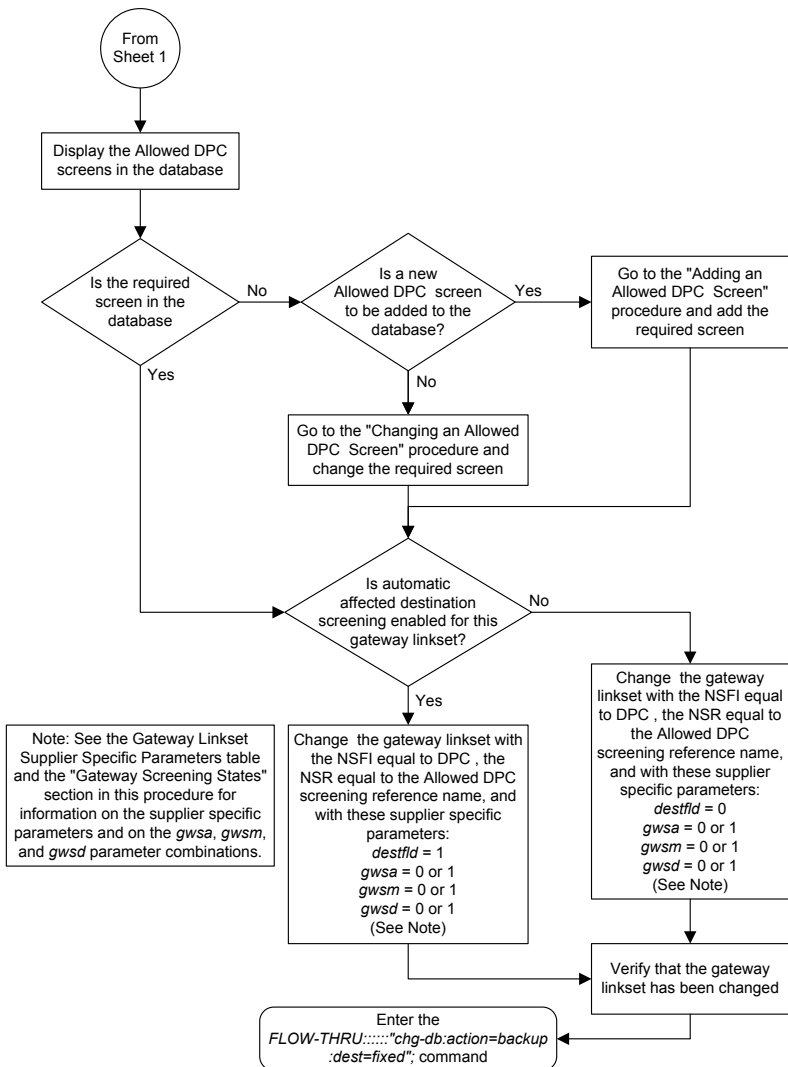 From
Sheet 1
Display the Allowed DPC
screens in the database
Is the required
screen in the
database
No
Is a new
Allowed DPC screen
to be added to the
database?
Yes
Go to the "Adding an
Allowed DPC Screen"
procedure and add the
required screen
Yes
No
Go to the "Changing an Allowed
DPC Screen" procedure and
change the required screen
Is automatic
affected destination
screening enabled for this
gateway linkset?
No
Yes
Note: See the Gateway Linkset
Supplier Specific Parameters table
and the "Gateway Screening States"
section in this procedure for
information on the supplier specific
parameters and on the gwsa, gwsm,
and gwsd parameter combinations.
Change the gateway linkset with
the NSFI equal to DPC , the
NSR equal to the Allowed DPC
screening reference name, and
with these supplier specific
parameters:
destfld = 1
gwsa = 0 or 1
gwsm = 0 or 1
gwsd = 0 or 1
(See Note)
Change the gateway
linkset with the NSFI equal
to DPC , the NSR equal to
the Allowed DPC
screening reference name,
and with these supplier
specific parameters:
destfld = 0
gwsa = 0 or 1
gwsm = 0 or 1
gwsd = 0 or 1
(See Note)
Verify that the gateway
linkset has been changed
Enter the
FLOW-THRU::::::"chg-db:action=backup
:dest=fixed"; command